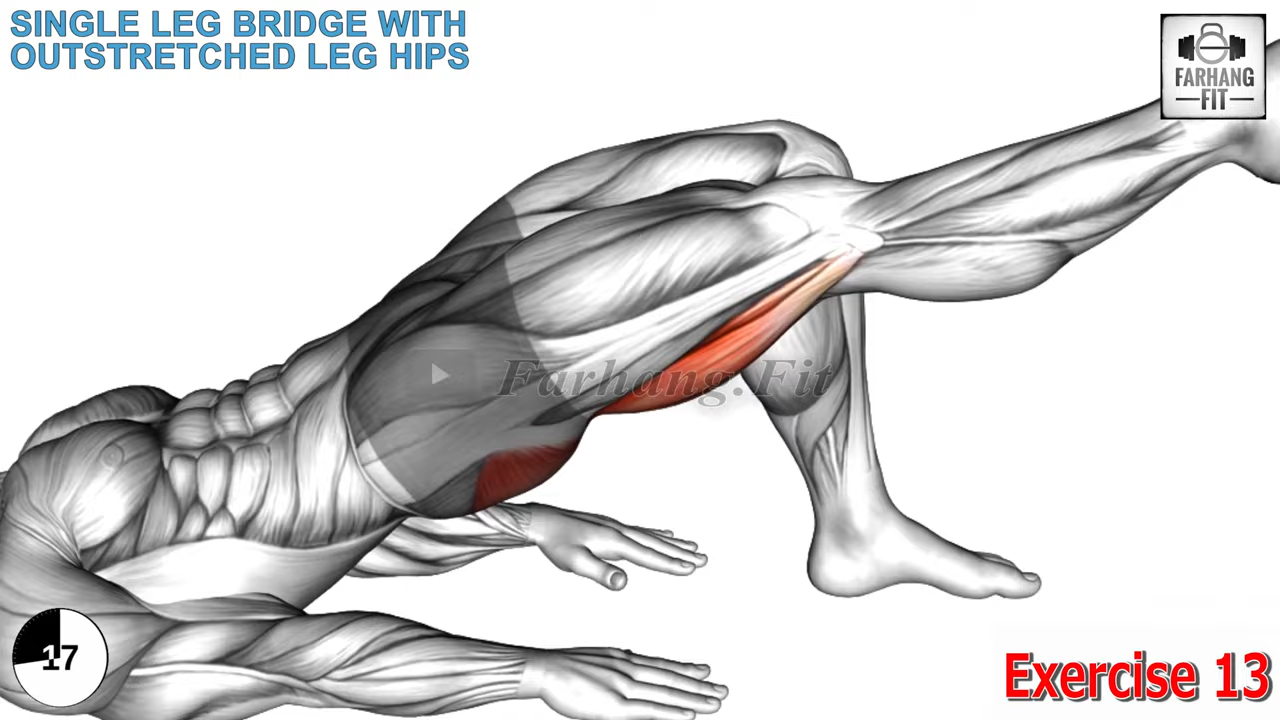 SINGLE LEG BRIDGE WITH
OUTSTRETCHED LEG HIPS
FARHANG
FIT
Farhang.Fit
17
Exercise 13